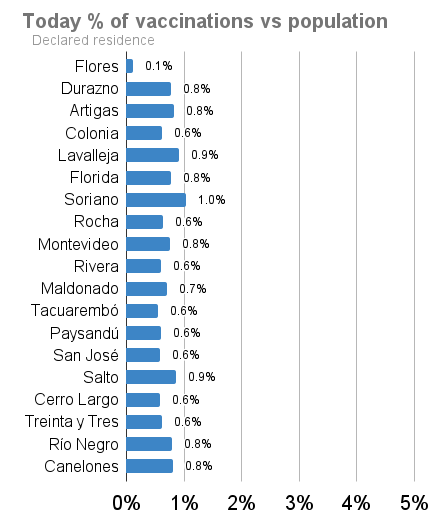 Today % of vaccinations vs population
Declared residence
Flores 0.1%
Durazno 0.8%
Artigas 0.8%
Colonia 0.6%
Lavalleja 0.9%
Florida 0.8%
Soriano 1.0%
Rocha 0.6%
Montevideo 0.8%
Rivera 0.6%
Maldonado 0.7%
Tacuarembó 0.6%
Paysandú 0.6%
San José 0.6%
Salto 0.9%
Cerro Largo 0.6%
Treinta y Tres 0.6%
Río Negro 0.8%
Canelones 0.8%
0% 1% 2% 3% 4% 5%